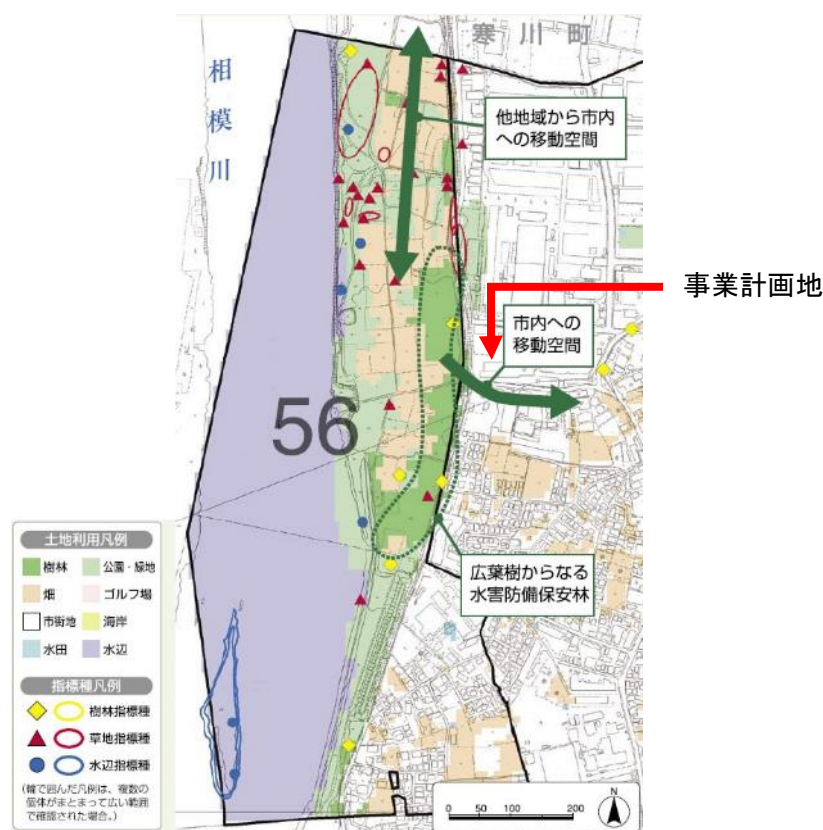 寒川町
相模川
他地域から市内
への移動空間
事業計画地
市内への
移動空間
56
広葉樹からなる
水害防備保安林
土地利用凡例
樹林
公園・緑地
畑
ゴルフ場
市街地
海岸
水田
水辺
指標種凡例
樹林指標種
草地指標種
水辺指標種
(輪で囲んだ凡例は、複数の
個体がまとまって広い範囲
で確認された場合。)
0 50 100 200
N